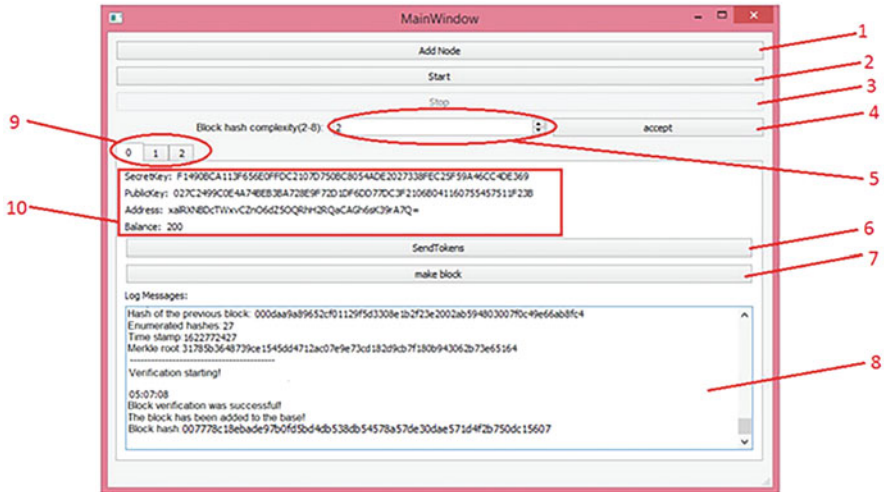 MainWindow
1
Add Node
2
Start
3
Stop
4
Block hash complexity(2-8): 2 accept
9
0 1 2
5
SecretKey: F1490BCA113F656E0FFDC2107D750BC8054ADE2027338FEC25F59A46CC4DE369
PublicKey: 027C2499C0E4A74BEB3BA728E9F72D1DF6DD77DC3F2106B041160755457511F23B
10
Address: xalRXNBDcTWxvCZnO6dZ5OQRhH2RQaCAGh6sK39rA7Q=
Balance: 200
6
SendTokens
7
make block
Log Messages:
Hash of the previous block: 000daa9a89652cf01129f5d3308e1b2f23e2002ab594803007f0c49e66ab8fc4
Enumerated hashes 27
Time stamp 1622772427
Merkle root 31785b3648739ce1545dd4712ac07e9e73cd182d9cb7f180b943062b73e65164
----------------------------------------
Verification starting!
8
05:07:08
Block verification was successful!
The block has been added to the base!
Block hash 007778c18ebade97b0fd5bd4db538db54578a57de30dae571d4f2b750dc15607